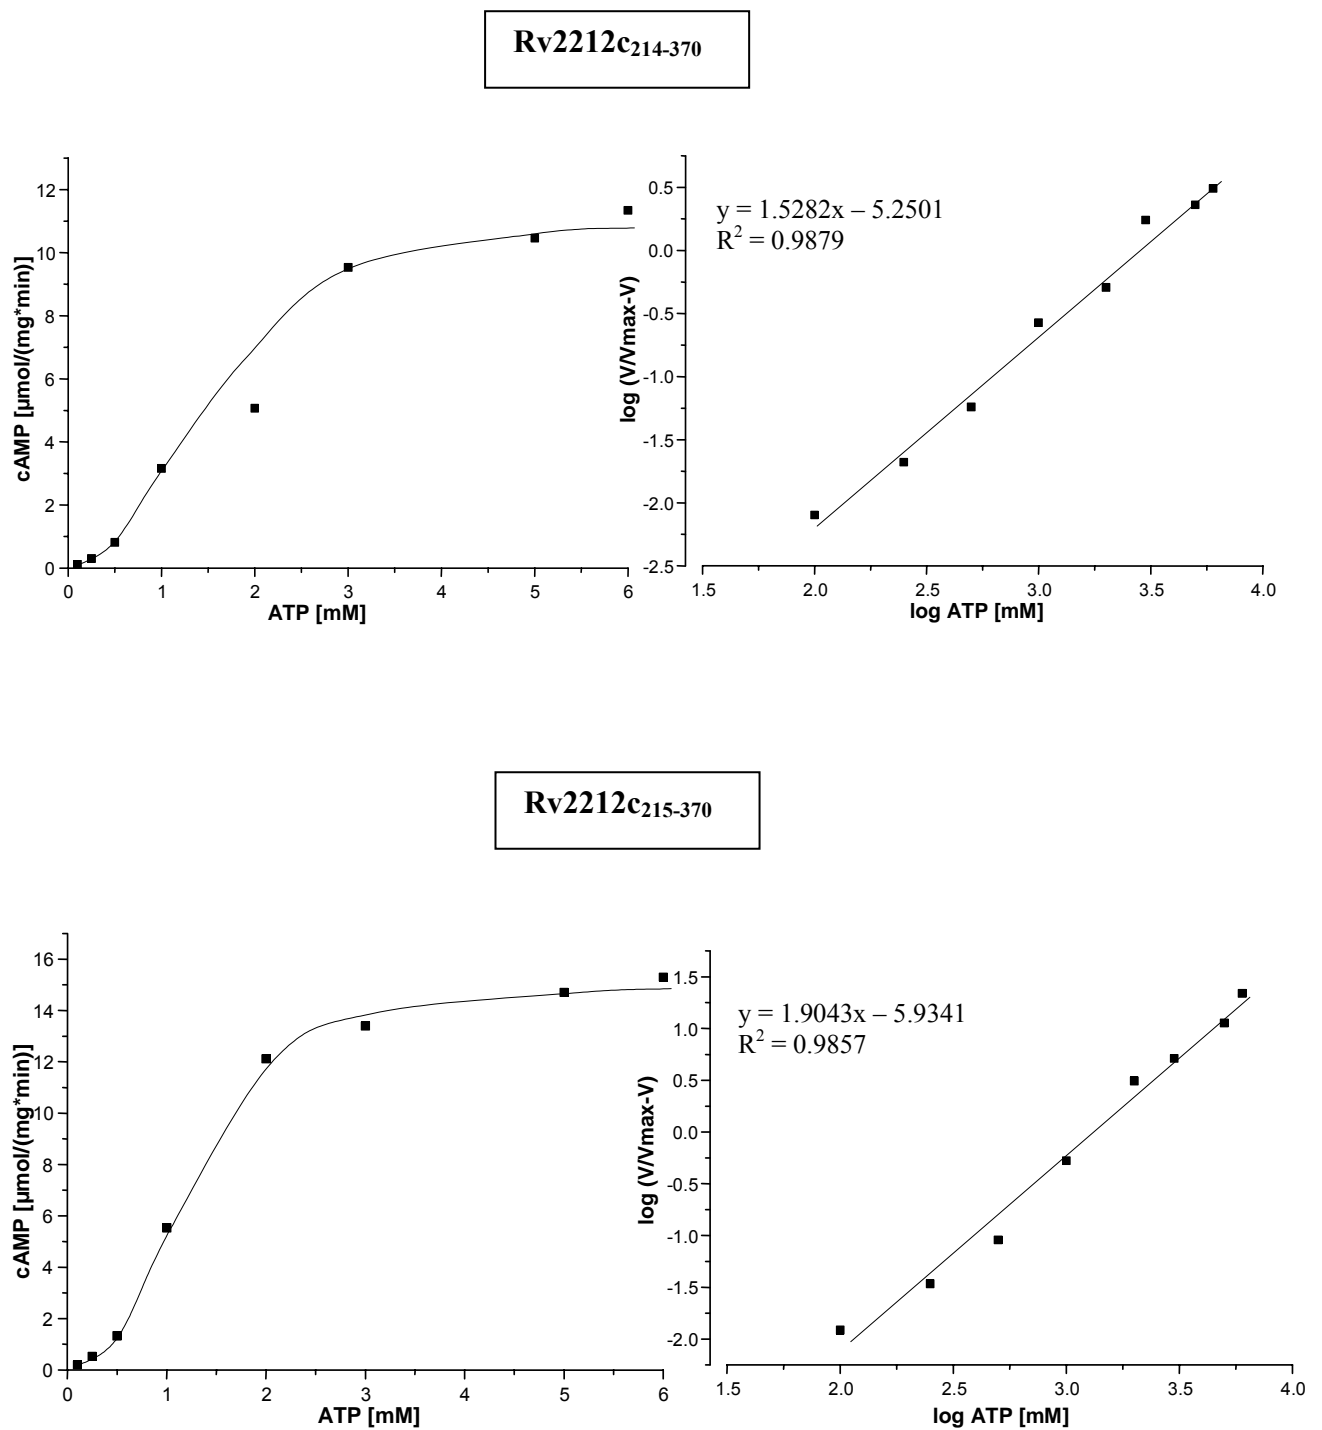 Rv2212c214-370
12
10
8
6
4
2
0
0 1 2 3 4 5 6
cAMP [µmol/(mg*min)]
ATP [mM]
y = 1.5282x – 5.2501
R2 = 0.9879
0.5
0.0
-0.5
-1.0
-1.5
-2.0
-2.5
1.5 2.0 2.5 3.0 3.5 4.0
log (V/Vmax-V)
log ATP [mM]
Rv2212c215-370
16
14
12
10
8
6
4
2
0
0 1 2 3 4 5 6
cAMP [µmol/(mg*min)]
ATP [mM]
y = 1.9043x – 5.9341
R2 = 0.9857
1.5
1.0
0.5
0.0
-0.5
-1.0
-1.5
-2.0
1.5 2.0 2.5 3.0 3.5 4.0
log (V/Vmax-V)
log ATP [mM]